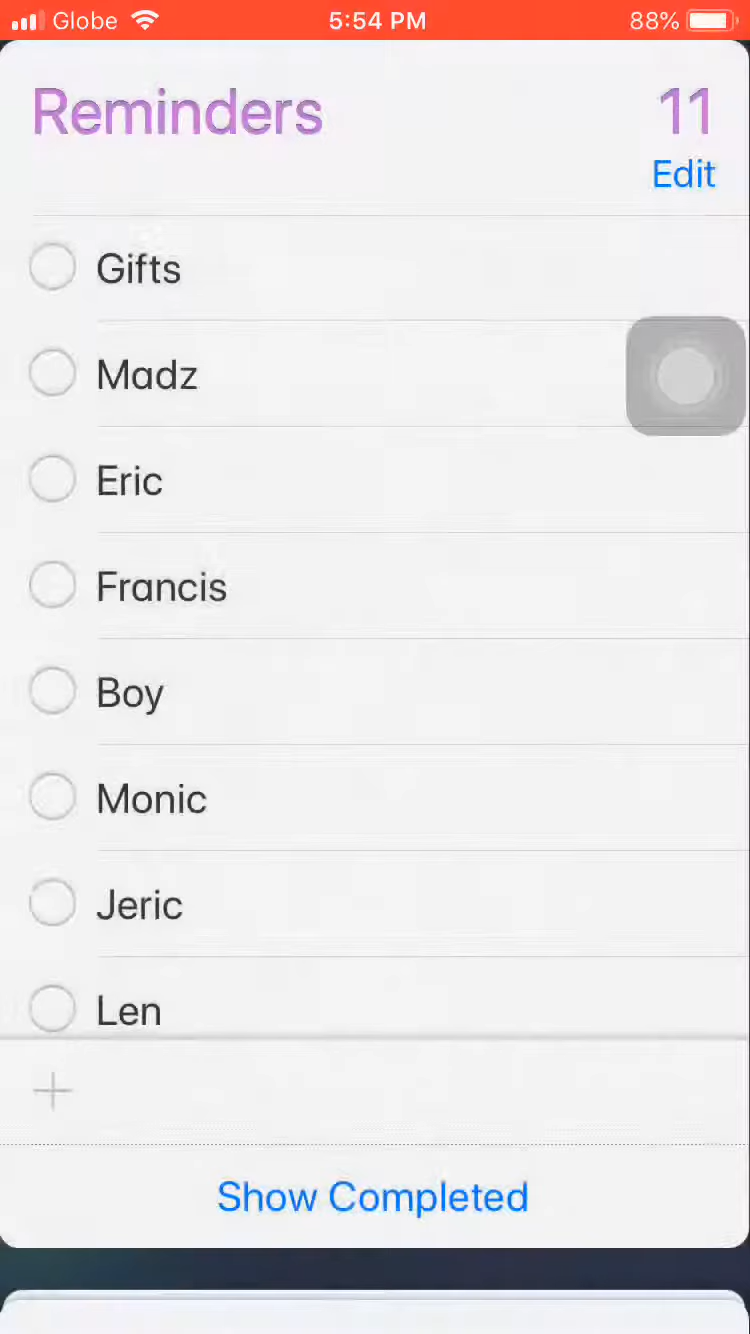 Globe 5:54 PM 88%
Reminders 11
Edit
Gifts
Madz
Eric
Francis
Boy
Monic
Jeric
Len
Show Completed